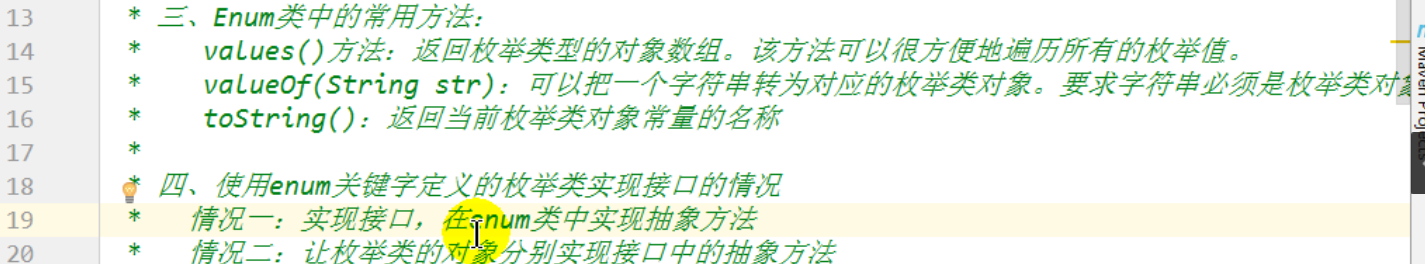 13 * 三、Enum类中的常用方法：
14 * values()方法：返回枚举类型的对象数组。该方法可以很方便地遍历所有的枚举值。
15 * valueOf(String str)：可以把一个字符串转为对应的枚举类对象。要求字符串必须是枚举类对象
16 * toString()：返回当前枚举类对象常量的名称
17 *
18 * 四、使用enum关键字定义的枚举类实现接口的情况
19 * 情况一：实现接口，在enum类中实现抽象方法
20 * 情况二：让枚举类的对象分别实现接口中的抽象方法
Maven Projects